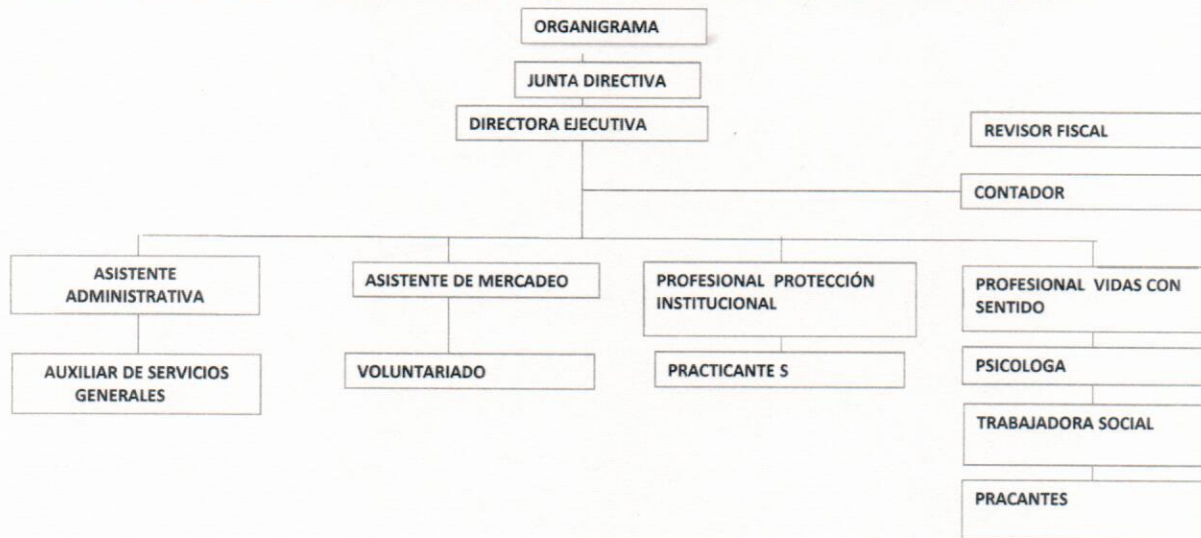 ORGANIGRAMA
JUNTA DIRECTIVA
DIRECTORA EJECUTIVA
REVISOR FISCAL
CONTADOR
ASISTENTE
ADMINISTRATIVA
ASISTENTE DE MERCADEO
PROFESIONAL PROTECCIÓN
INSTITUCIONAL
PROFESIONAL VIDAS CON
SENTIDO
AUXILIAR DE SERVICIOS
GENERALES
VOLUNTARIADO
PRACTICANTE S
PSICOLOGA
TRABAJADORA SOCIAL
PRACANTES